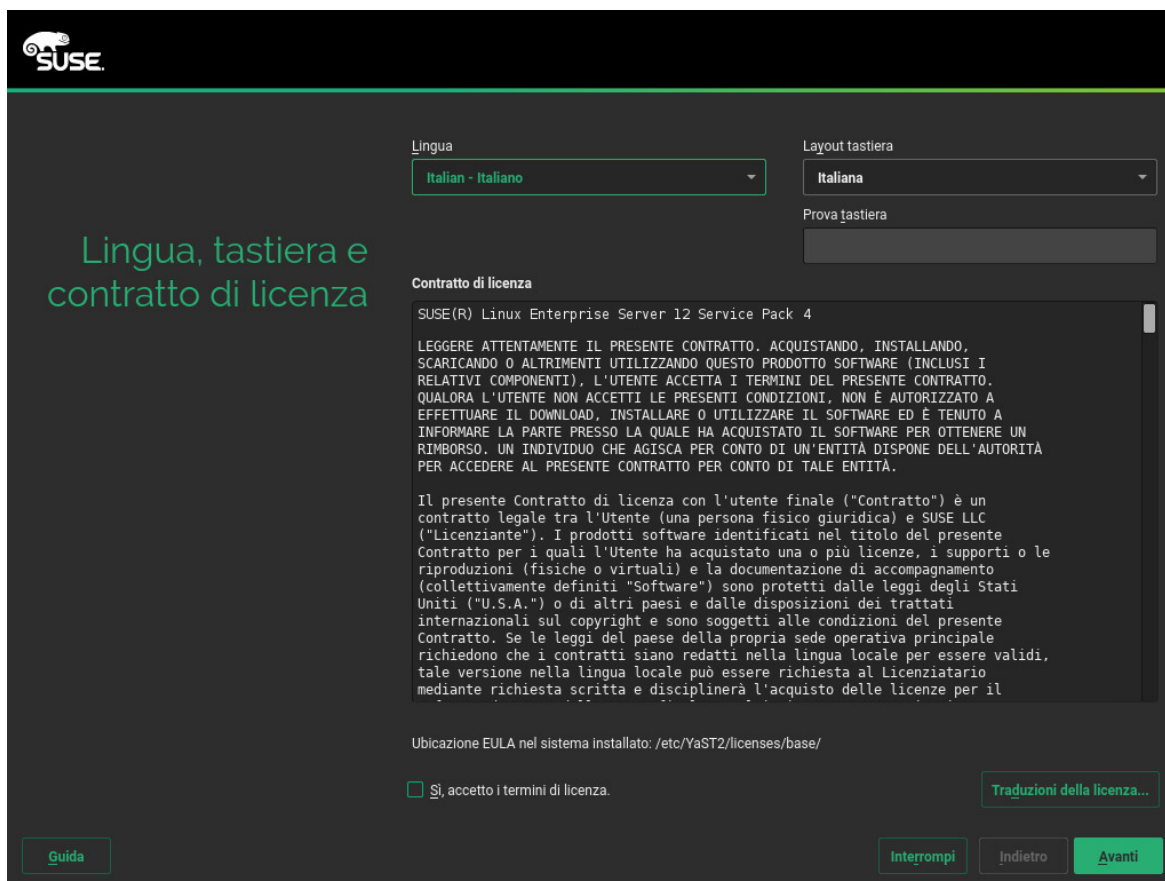 SUSE.
Lingua
Layout tastiera
Italian - Italiano
Italiana
Prova tastiera
Lingua, tastiera e
contratto di licenza
Contratto di licenza
SUSE(R) Linux Enterprise Server 12 Service Pack 4
LEGGERE ATTENTAMENTE IL PRESENTE CONTRATTO. ACQUISTANDO, INSTALLANDO,
SCARICANDO O ALTRIMENTI UTILIZZANDO QUESTO PRODOTTO SOFTWARE (INCLUSI I
RELATIVI COMPONENTI), L'UTENTE ACCETTA I TERMINI DEL PRESENTE CONTRATTO.
QUALORA L'UTENTE NON ACCETTI LE PRESENTI CONDIZIONI, NON È AUTORIZZATO A
EFFETTUARE IL DOWNLOAD, INSTALLARE O UTILIZZARE IL SOFTWARE ED È TENUTO A
INFORMARE LA PARTE PRESSO LA QUALE HA ACQUISTATO IL SOFTWARE PER OTTENERE UN
RIMBORSO. UN INDIVIDUO CHE AGISCA PER CONTO DI UN'ENTITÀ DISPONE DELL'AUTORITÀ
PER ACCEDERE AL PRESENTE CONTRATTO PER CONTO DI TALE ENTITÀ.
Il presente Contratto di licenza con l'utente finale ("Contratto") è un
contratto legale tra l'Utente (una persona fisico giuridica) e SUSE LLC
("Licenziante"). I prodotti software identificati nel titolo del presente
Contratto per i quali l'Utente ha acquistato una o più licenze, i supporti o le
riproduzioni (fisiche o virtuali) e la documentazione di accompagnamento
(collettivamente definiti "Software") sono protetti dalle leggi degli Stati
Uniti ("U.S.A.") o di altri paesi e dalle disposizioni dei trattati
internazionali sul copyright e sono soggetti alle condizioni del presente
Contratto. Se le leggi del paese della propria sede operativa principale
richiedono che i contratti siano redatti nella lingua locale per essere validi,
tale versione nella lingua locale può essere richiesta al Licenziatario
mediante richiesta scritta e disciplinerà l'acquisto delle licenze per il
Ubicazione EULA nel sistema installato: /etc/YaST2/licenses/base/
Sì, accetto i termini di licenza.
Traduzioni della licenza...
Guida
Interrompi
Indietro
Avanti